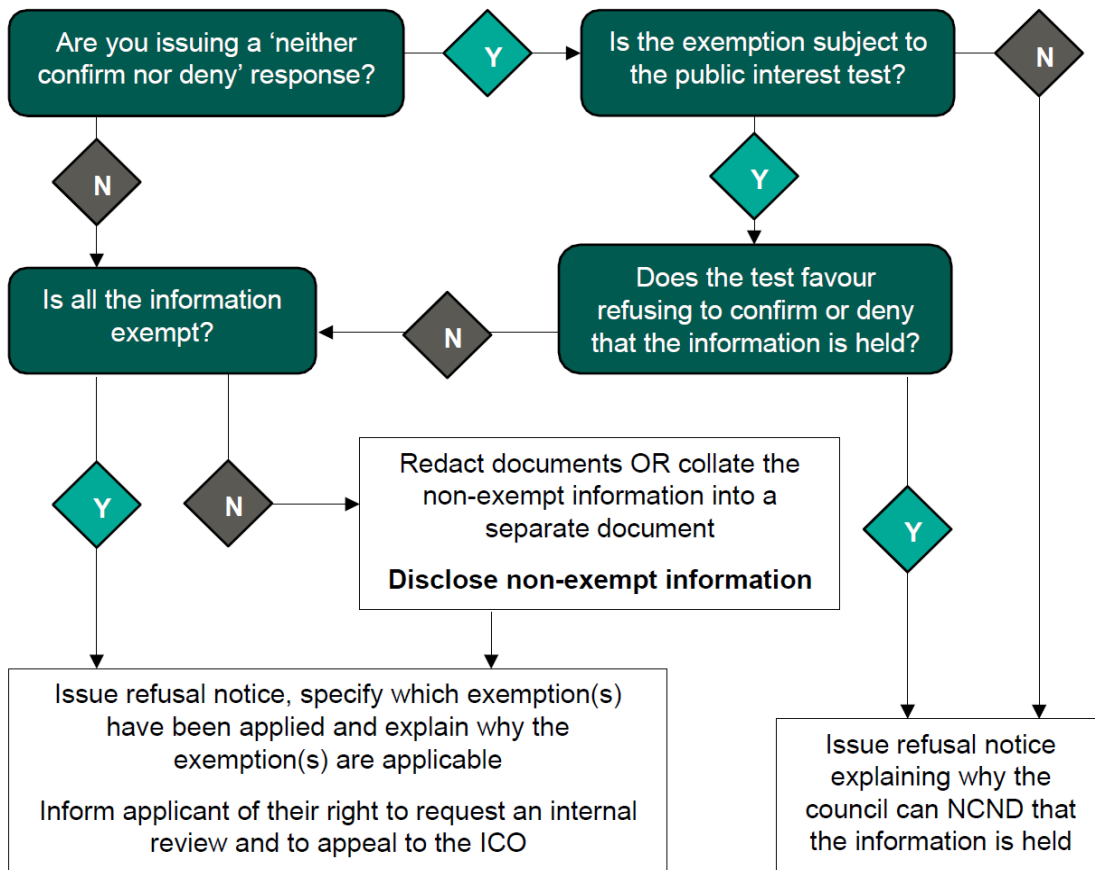 Are you issuing a ‘neither
confirm nor deny’ response?
Y
Is the exemption subject to
the public interest test?
N
N
Y
Is all the information
exempt?
N
Does the test favour
refusing to confirm or deny
that the information is held?
Y
N
Redact documents OR collate the
non-exempt information into a
separate document
Disclose non-exempt information
Y
Issue refusal notice, specify which exemption(s)
have been applied and explain why the
exemption(s) are applicable
Inform applicant of their right to request an internal
review and to appeal to the ICO
Issue refusal notice
explaining why the
council can NCND that
the information is held